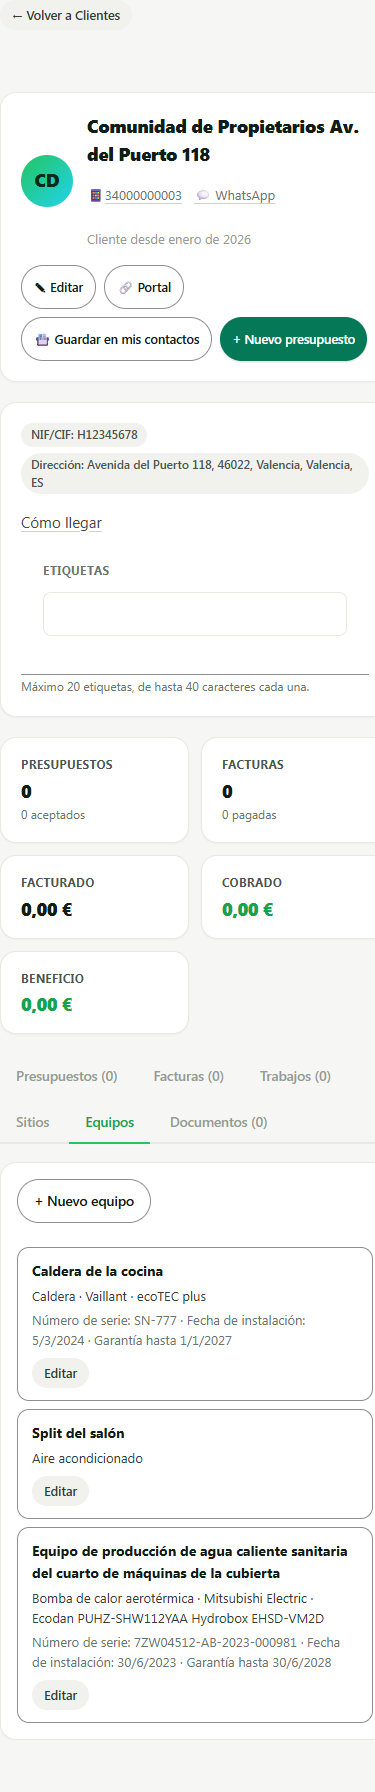 ← Volver a Clientes
Comunidad de Propietarios Av.
del Puerto 118
CD
34000000003 WhatsApp
Cliente desde enero de 2026
Editar Portal
Guardar en mis contactos + Nuevo presupuesto
NIF/CIF: H12345678
Dirección: Avenida del Puerto 118, 46022, Valencia, Valencia,
ES
Cómo llegar
ETIQUETAS
Máximo 20 etiquetas, de hasta 40 caracteres cada una.
PRESUPUESTOS
0
0 aceptados
FACTURAS
0
0 pagadas
FACTURADO
0,00 €
COBRADO
0,00 €
BENEFICIO
0,00 €
Presupuestos (0) Facturas (0) Trabajos (0)
Sitios Equipos Documentos (0)
+ Nuevo equipo
Caldera de la cocina
Caldera · Vaillant · ecoTEC plus
Número de serie: SN-777 · Fecha de instalación:
5/3/2024 · Garantía hasta 1/1/2027
Editar
Split del salón
Aire acondicionado
Editar
Equipo de producción de agua caliente sanitaria
del cuarto de máquinas de la cubierta
Bomba de calor aerotérmica · Mitsubishi Electric ·
Ecodan PUHZ-SHW112YAA Hydrobox EHSD-VM2D
Número de serie: 7ZW04512-AB-2023-000981 · Fecha
de instalación: 30/6/2023 · Garantía hasta 30/6/2028
Editar